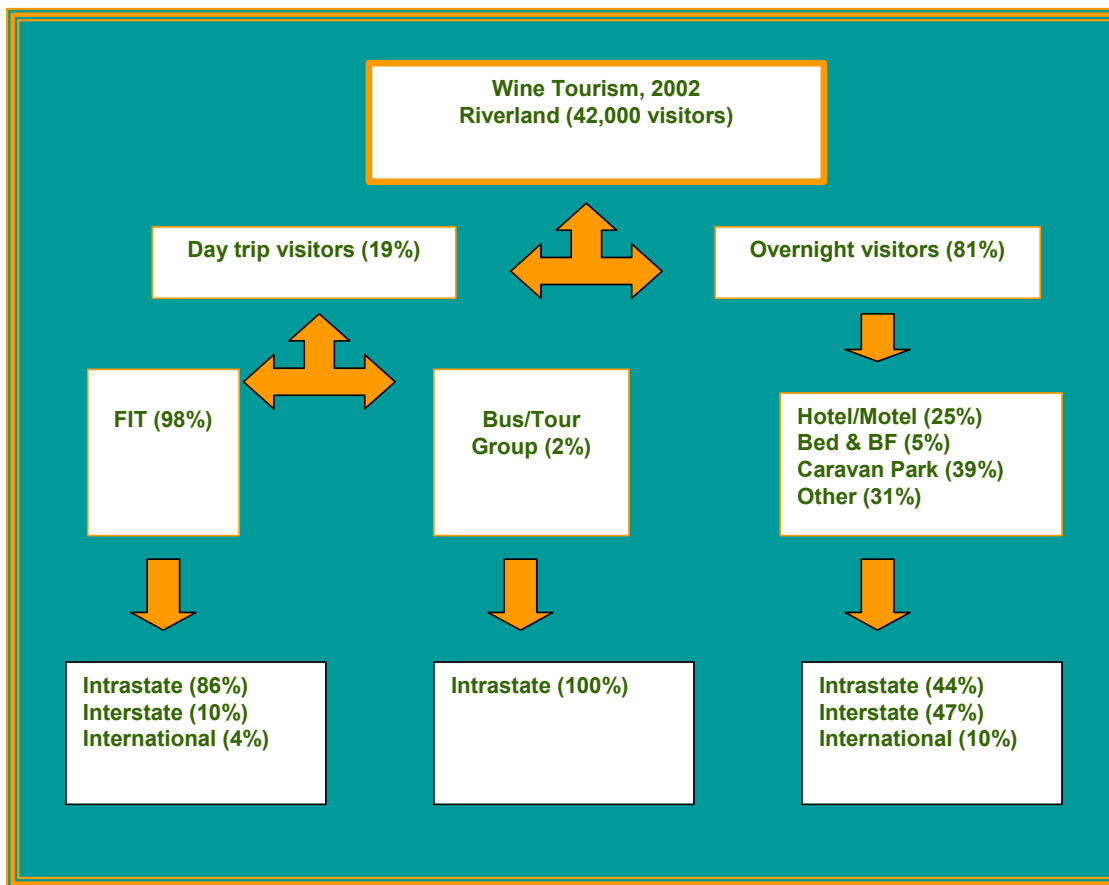 Wine Tourism, 2002
Riverland (42,000 visitors)
Day trip visitors (19%)
Overnight visitors (81%)
FIT (98%)
Bus/Tour
Group (2%)
Hotel/Motel (25%)
Bed & BF (5%)
Caravan Park (39%)
Other (31%)
Intrastate (86%)
Interstate (10%)
International (4%)
Intrastate (100%)
Intrastate (44%)
Interstate (47%)
International (10%)